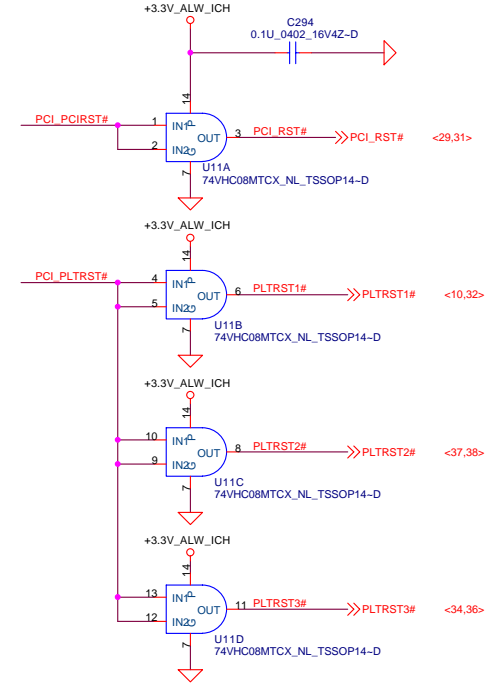 +3.3V_ALW_ICH
C294
0.1U_0402_16V4Z~D
14
PCI_PCIRST#
1
IN1
P
OUT
3
PCI_RST#
PCI_RST#
<29,31>
2
IN2
G
7
U11A
74VHC08MTCX_NL_TSSOP14~D
+3.3V_ALW_ICH
14
PCI_PLTRST#
4
IN1
P
OUT
6
PLTRST1#
PLTRST1#
<10,32>
5
IN2
G
7
U11B
74VHC08MTCX_NL_TSSOP14~D
+3.3V_ALW_ICH
14
10
IN1
P
OUT
8
PLTRST2#
PLTRST2#
<37,38>
9
IN2
G
7
U11C
74VHC08MTCX_NL_TSSOP14~D
+3.3V_ALW_ICH
14
13
IN1
P
OUT
11
PLTRST3#
PLTRST3#
<34,36>
12
IN2
G
7
U11D
74VHC08MTCX_NL_TSSOP14~D